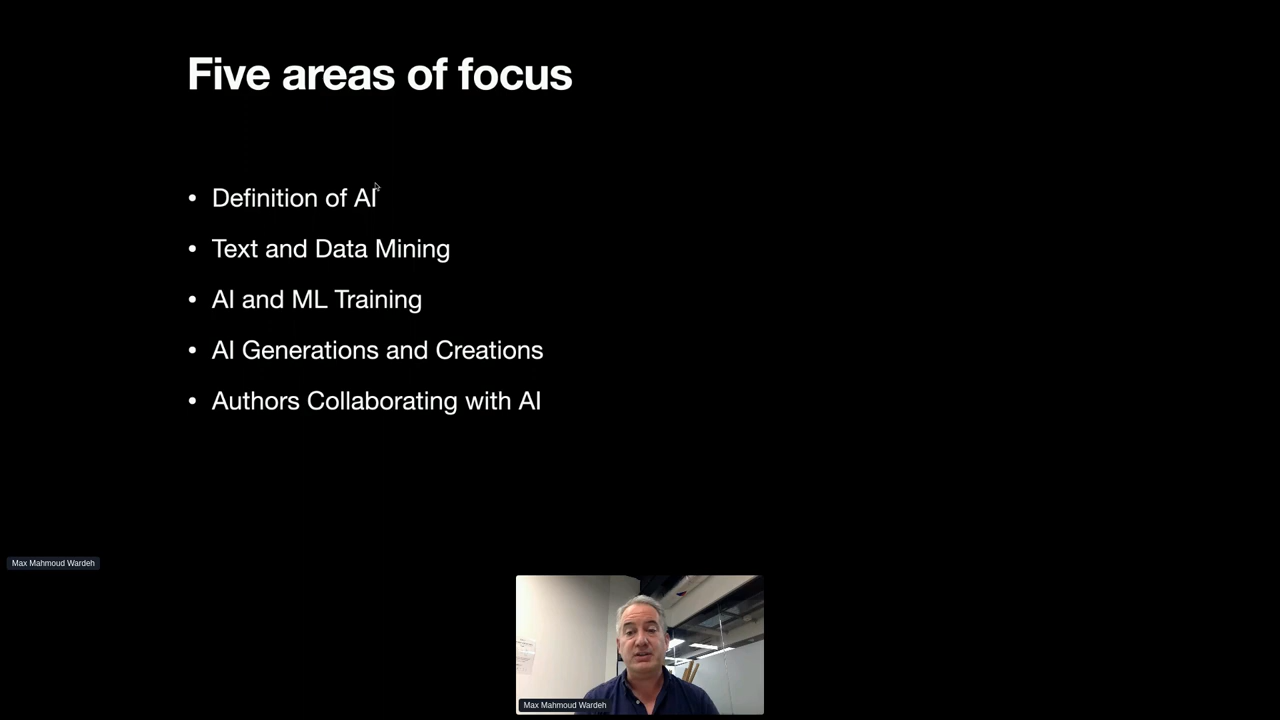 Five areas of focus
• Definition of AI
• Text and Data Mining
• AI and ML Training
• AI Generations and Creations
• Authors Collaborating with AI
Max Mahmoud Wardeh
Max Mahmoud Wardeh